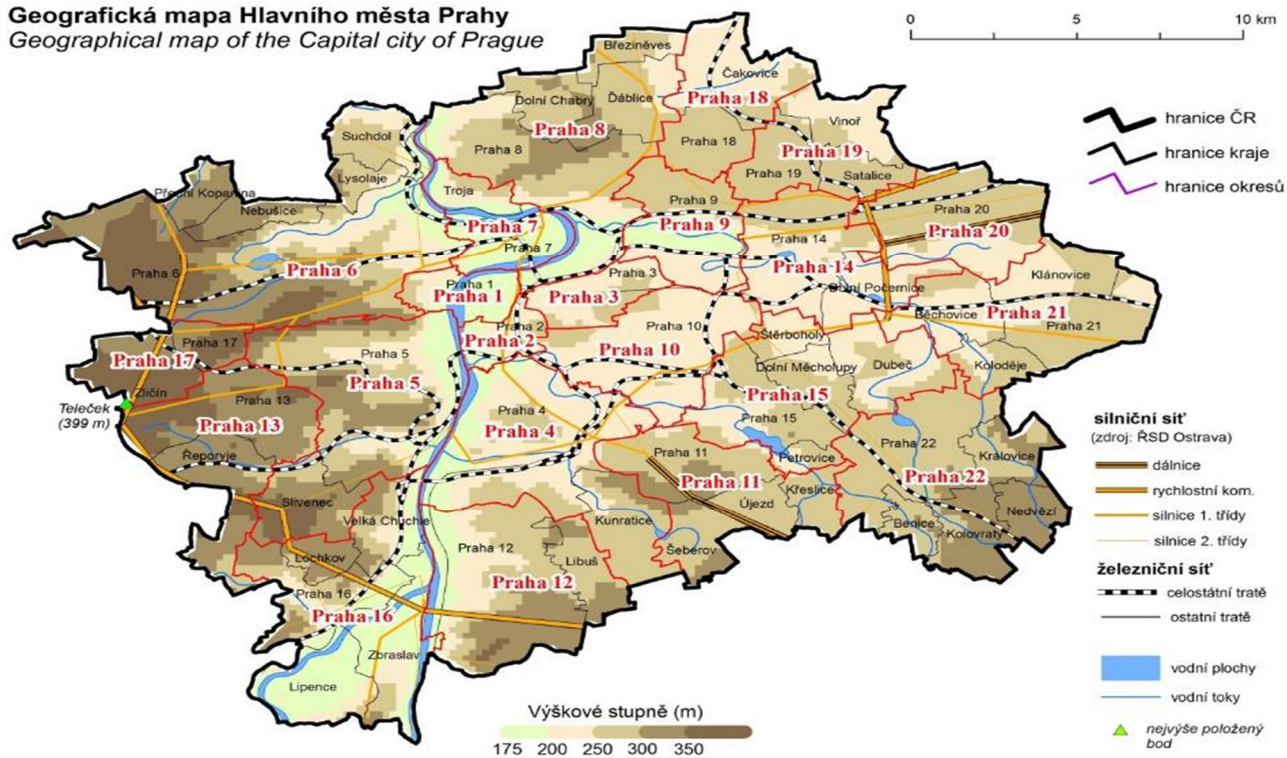 Geografická mapa Hlavního města Prahy
Geographical map of the Capital city of Prague
0 5 10 km
hranice ČR
hranice kraje
hranice okresů
Březiněves
Čakovice
Praha 18
Dolní Chabry
Ďáblice
Praha 8
Vinoř
Suchdol
Praha 8
Praha 18
Praha 19
Lysolaje
Troja
Praha 19
Satalice
Přední Kopanina
Nebušice
Praha 9
Praha 20
Praha 7
Praha 9
Praha 20
Praha 7
Praha 14
Praha 6
Praha 6
Praha 3
Praha 14
Klánovice
Praha 1
Praha 1
Praha 3
Dolní Počernice
Běchovice
Praha 21
Praha 2
Praha 10
Praha 21
Praha 17
Praha 5
Praha 2
Praha 10
Štěrboholy
Praha 17
Dolní Měcholupy
Dubeč
Koloděje
Praha 5
Zličín
Praha 13
Praha 15
Teleček
(399 m)
Praha 13
Praha 4
Praha 4
Praha 15
Praha 22
Řeporyje
Praha 11
Petrovice
Královice
Praha 11
Praha 22
Slivenec
Velká Chuchle
Kunratice
Újezd
Křeslice
Benice
Nedvězí
Kolovraty
Praha 12
Šeberov
Lochkov
Libuš
Praha 12
Praha 16
Praha 16
Zbraslav
Lipence
silniční síť
(zdroj: ŘSD Ostrava)
dálnice
rychlostní kom.
silnice 1. třídy
silnice 2. třídy
železniční síť
celostátní tratě
ostatní tratě
vodní plochy
vodní toky
nejvýše položený
bod
Výškové stupně (m)
175 200 250 300 350